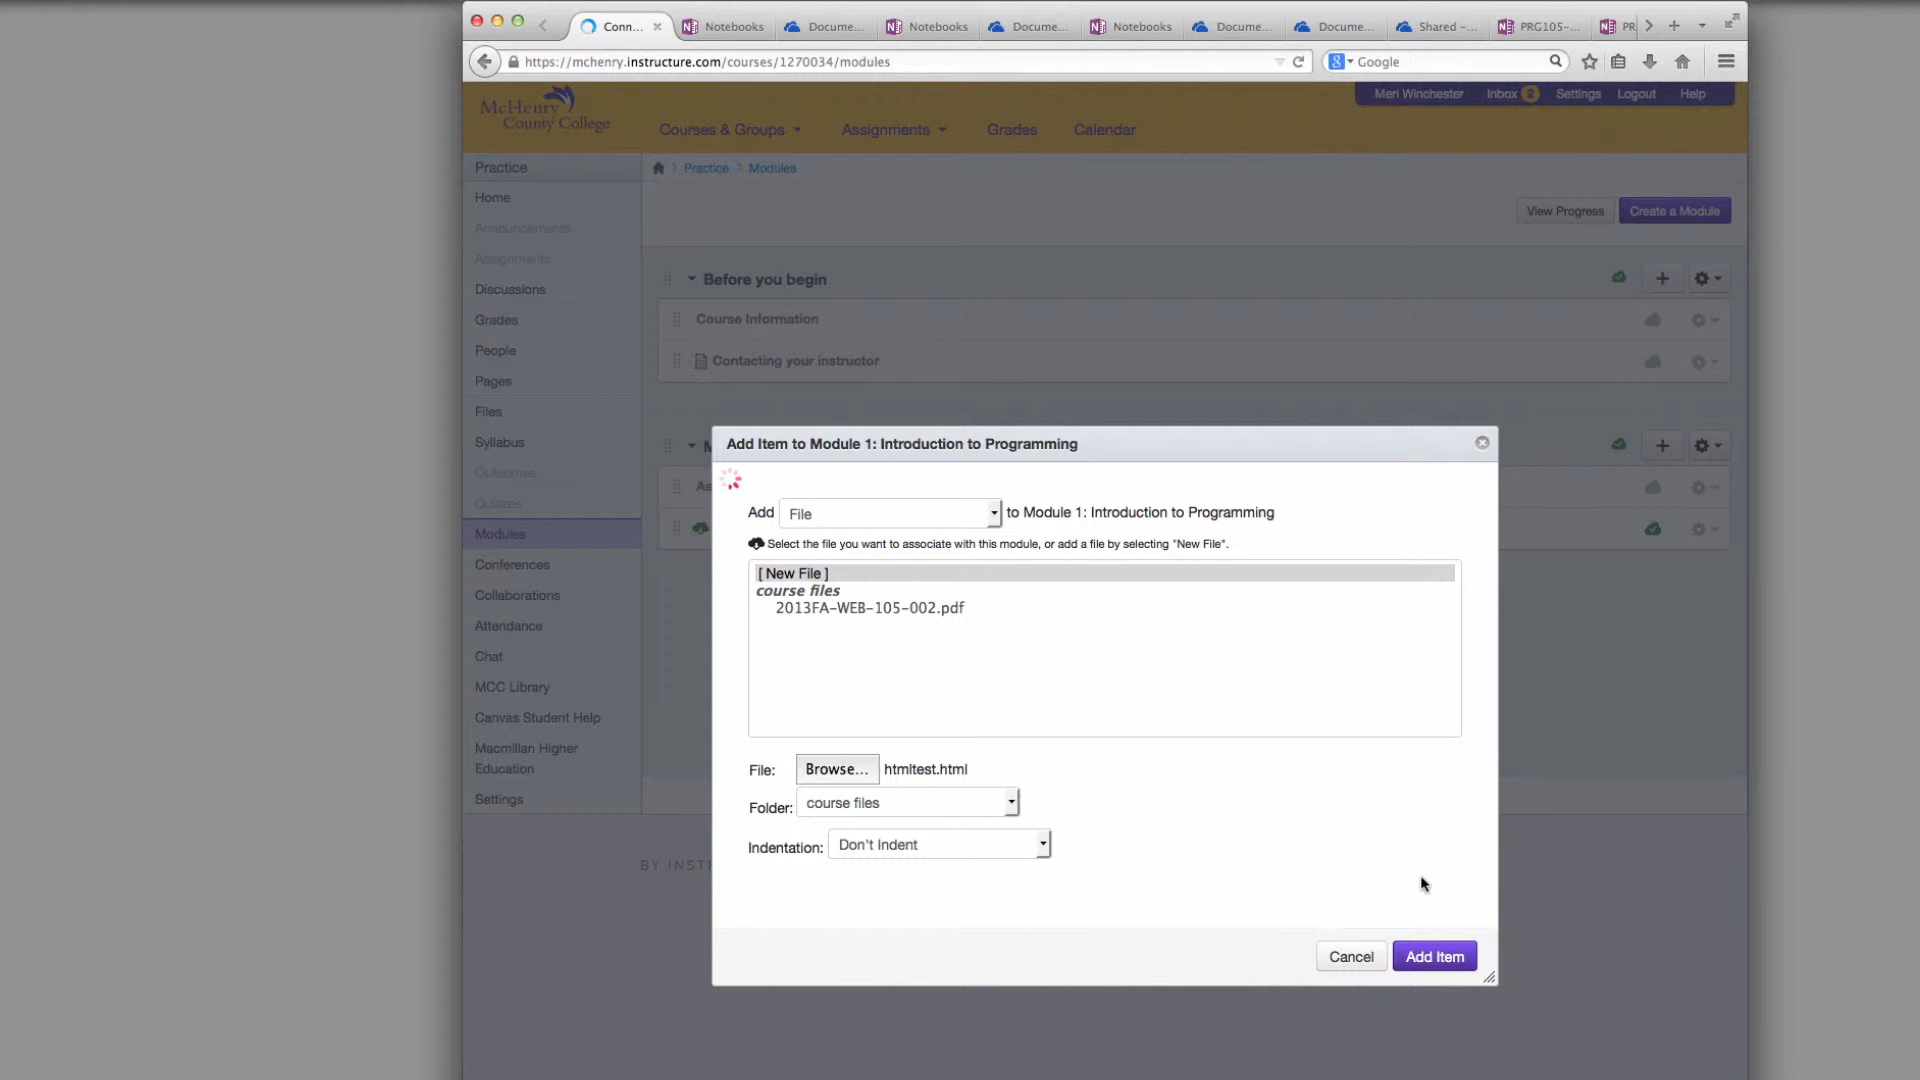 Conn...
Notebooks
Docume...
Notebooks
Docume...
Notebooks
Docume...
Docume...
Shared –...
PRG105-...
PR
https://mchenry.instructure.com/courses/1270034/modules
Google
McHenry
County College
Meri Winchester
Inbox 2
Settings
Logout
Help
Courses & Groups
Assignments
Grades
Calendar
Practice
Practice
Modules
Home
Announcements
Assignments
Discussions
Grades
People
Pages
Files
Syllabus
Outcomes
Quizzes
Modules
Conferences
Collaborations
Attendance
Chat
MCC Library
Canvas Student Help
Macmillan Higher
Education
Settings
View Progress
Create a Module
Before you begin
Course Information
Contacting your instructor
Add Item to Module 1: Introduction to Programming
Add File to Module 1: Introduction to Programming
Select the file you want to associate with this module, or add a file by selecting "New File".
[ New File ]
course files
2013FA-WEB-105-002.pdf
File: Browse... htmltest.html
Folder: course files
Indentation: Don't Indent
Cancel
Add Item
BY INST